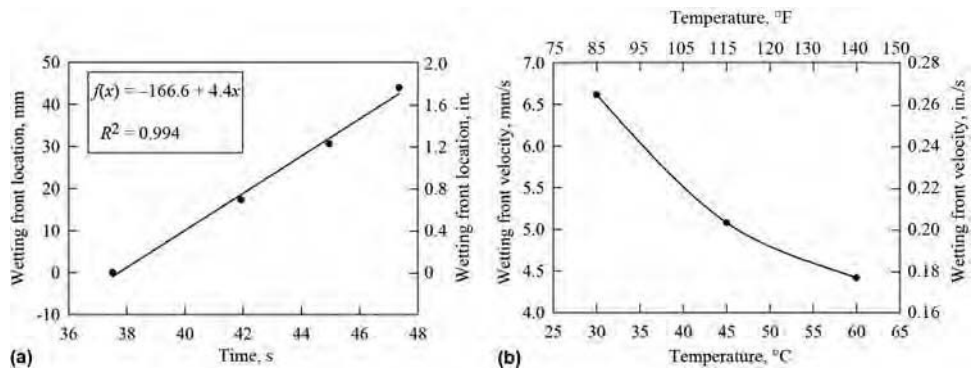 50
40
30
20
10
0
-10
Wetting front location, mm
f(x) = –166.6 + 4.4x
R² = 0.994
2.0
1.6
1.2
0.8
0.4
0
Wetting front location, in.
36 38 40 42 44 46 48
Time, s
(a)
Temperature, °F
75 85 95 105 115 120 130 140 150
7.0
6.5
6.0
5.5
5.0
4.5
4.0
Wetting front velocity, mm/s
0.28
0.26
0.24
0.22
0.20
0.18
0.16
Wetting front velocity, in./s
25 30 35 40 45 50 55 60 65
Temperature, °C
(b)